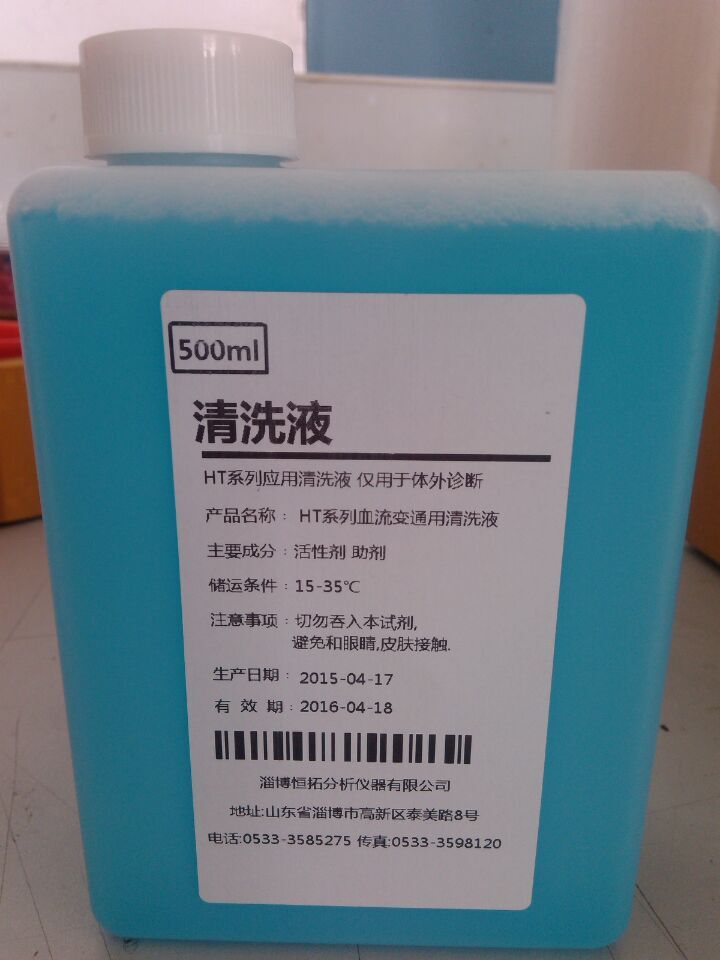 500ml
清洗液
HT系列应用清洗液 仅用于体外诊断
产品名称： HT系列血流变通用清洗液
主要成分：活性剂 助剂
储运条件：15-35℃
注意事项：切勿吞入本试剂,
避免和眼睛,皮肤接触.
生产日期：2015-04-17
有 效 期：2016-04-18
淄博恒拓分析仪器有限公司
地址:山东省淄博市高新区泰美路8号
电话:0533-3585275 传真:0533-3598120